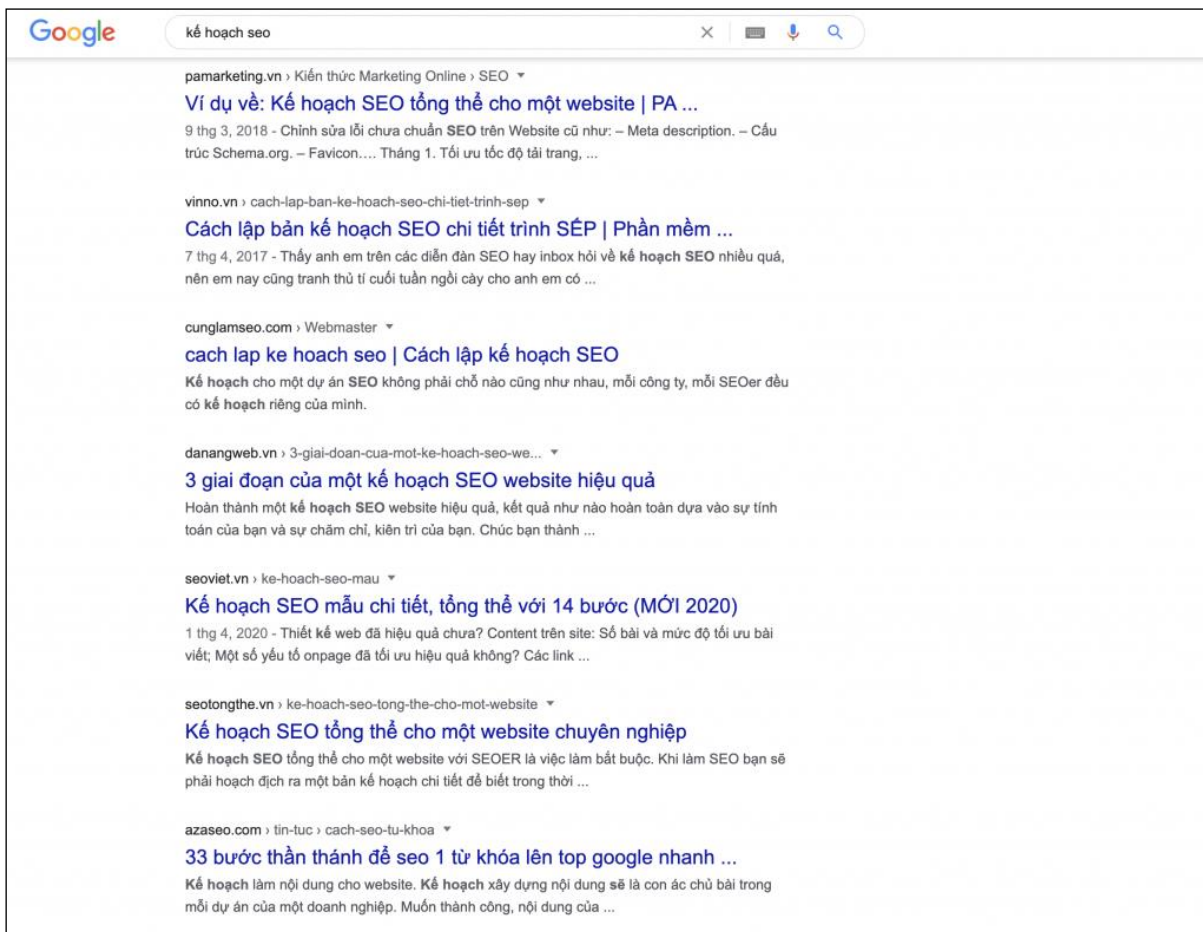 Google
kế hoạch seo
pamarketing.vn › Kiến thức Marketing Online › SEO
Ví dụ về: Kế hoạch SEO tổng thể cho một website | PA ...
9 thg 3, 2018 - Chỉnh sửa lỗi chưa chuẩn SEO trên Website cũ như: – Meta description. – Cấu
trúc Schema.org. – Favicon.... Tháng 1. Tối ưu tốc độ tải trang, ...
vinno.vn › cach-lap-ban-ke-hoach-seo-chi-tiet-trinh-sep
Cách lập bản kế hoạch SEO chi tiết trình SẾP | Phần mềm ...
7 thg 4, 2017 - Thấy anh em trên các diễn đàn SEO hay inbox hỏi về kế hoạch SEO nhiều quá,
nên em nay cũng tranh thủ tí cuối tuần ngồi cày cho anh em có ...
cunglamseo.com › Webmaster
cach lap ke hoach seo | Cách lập kế hoạch SEO
Kế hoạch cho một dự án SEO không phải chỗ nào cũng như nhau, mỗi công ty, mỗi SEOer đều
có kế hoạch riêng của mình.
danangweb.vn › 3-giai-doan-cua-mot-ke-hoach-seo-we...
3 giai đoạn của một kế hoạch SEO website hiệu quả
Hoàn thành một kế hoạch SEO website hiệu quả, kết quả như nào hoàn toàn dựa vào sự tính
toán của bạn và sự chăm chỉ, kiên trì của bạn. Chúc bạn thành ...
seoviet.vn › ke-hoach-seo-mau
Kế hoạch SEO mẫu chi tiết, tổng thể với 14 bước (MỚI 2020)
1 thg 4, 2020 - Thiết kế web đã hiệu quả chưa? Content trên site: Số bài và mức độ tối ưu bài
viết; Một số yếu tố onpage đã tối ưu hiệu quả không? Các link ...
seotongthe.vn › ke-hoach-seo-tong-the-cho-mot-website
Kế hoạch SEO tổng thể cho một website chuyên nghiệp
Kế hoạch SEO tổng thể cho một website với SEOER là việc làm bắt buộc. Khi làm SEO bạn sẽ
phải hoạch địch ra một bản kế hoạch chi tiết để biết trong thời ...
azaseo.com › tin-tuc › cach-seo-tu-khoa
33 bước thần thánh để seo 1 từ khóa lên top google nhanh ...
Kế hoạch làm nội dung cho website. Kế hoạch xây dựng nội dung sẽ là con ác chủ bài trong
mỗi dự án của một doanh nghiệp. Muốn thành công, nội dung của ...